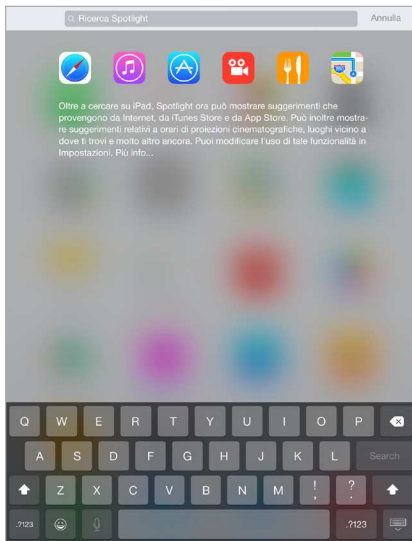 Ricerca Spotlight Annulla
Oltre a cercare su iPad, Spotlight ora può mostrare suggerimenti che
provengono da Internet, da iTunes Store e da App Store. Può inoltre mostra-
re suggerimenti relativi a orari di proiezioni cinematografiche, luoghi vicino a
dove ti trovi e molto altro ancora. Puoi modificare l'uso di tale funzionalità in
Impostazioni. Più info...
Q W E R T Y U I O P
A S D F G H J K L Search
Z X C V B N M ! , ? .
.?123 .?123